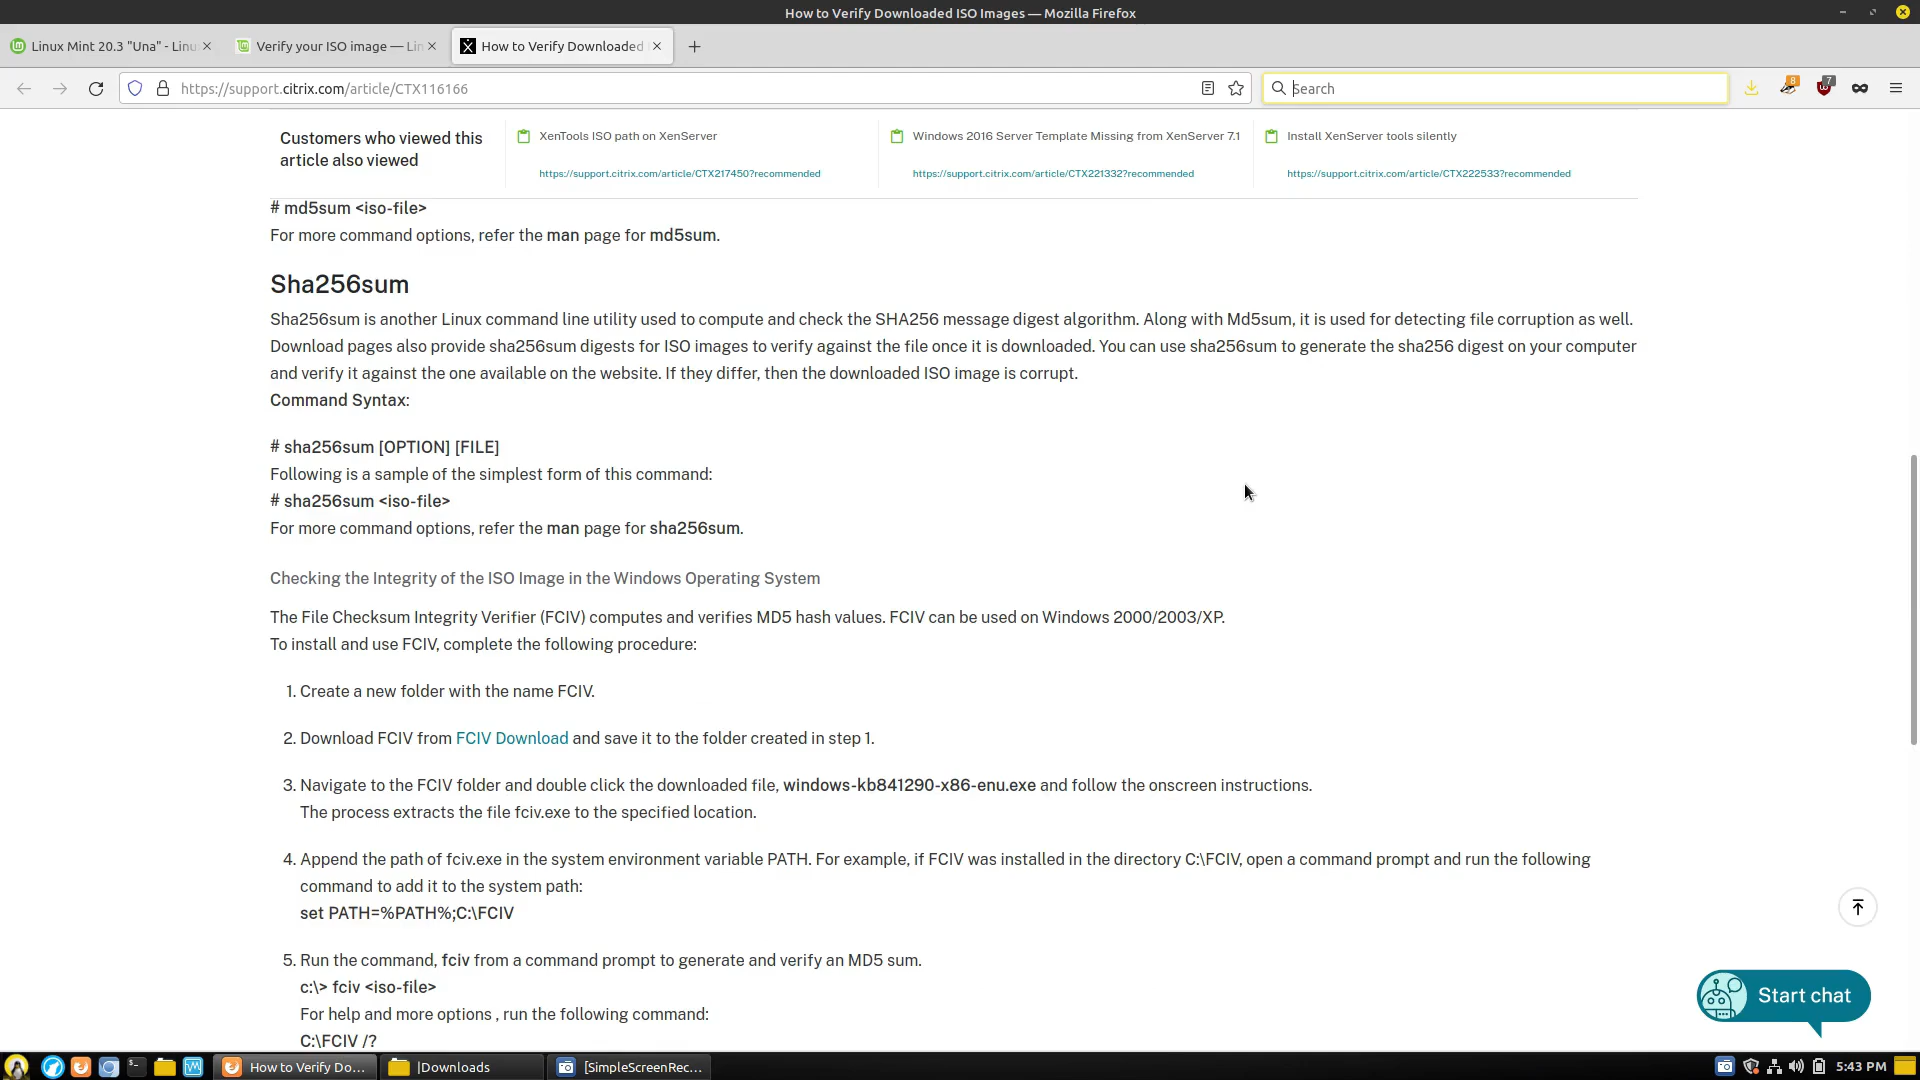 How to Verify Downloaded ISO Images — Mozilla Firefox
Linux Mint 20.3 "Una" - Linu
Verify your ISO image — Lin
How to Verify Downloaded
https://support.citrix.com/article/CTX116166
Search
8
7
Customers who viewed this
article also viewed
XenTools ISO path on XenServer
https://support.citrix.com/article/CTX217450?recommended
Windows 2016 Server Template Missing from XenServer 7.1
https://support.citrix.com/article/CTX221332?recommended
Install XenServer tools silently
https://support.citrix.com/article/CTX222533?recommended
# md5sum <iso-file>
For more command options, refer the man page for md5sum.
Sha256sum
Sha256sum is another Linux command line utility used to compute and check the SHA256 message digest algorithm. Along with Md5sum, it is used for detecting file corruption as well.
Download pages also provide sha256sum digests for ISO images to verify against the file once it is downloaded. You can use sha256sum to generate the sha256 digest on your computer
and verify it against the one available on the website. If they differ, then the downloaded ISO image is corrupt.
Command Syntax:
# sha256sum [OPTION] [FILE]
Following is a sample of the simplest form of this command:
# sha256sum <iso-file>
For more command options, refer the man page for sha256sum.
Checking the Integrity of the ISO Image in the Windows Operating System
The File Checksum Integrity Verifier (FCIV) computes and verifies MD5 hash values. FCIV can be used on Windows 2000/2003/XP.
To install and use FCIV, complete the following procedure:
1. Create a new folder with the name FCIV.
2. Download FCIV from FCIV Download and save it to the folder created in step 1.
3. Navigate to the FCIV folder and double click the downloaded file, windows-kb841290-x86-enu.exe and follow the onscreen instructions.
The process extracts the file fciv.exe to the specified location.
4. Append the path of fciv.exe in the system environment variable PATH. For example, if FCIV was installed in the directory C:\FCIV, open a command prompt and run the following
command to add it to the system path:
set PATH=%PATH%;C:\FCIV
5. Run the command, fciv from a command prompt to generate and verify an MD5 sum.
c:\> fciv <iso-file>
For help and more options , run the following command:
C:\FCIV /?
Start chat
How to Verify Do...
|Downloads
[SimpleScreenRec...
5:43 PM